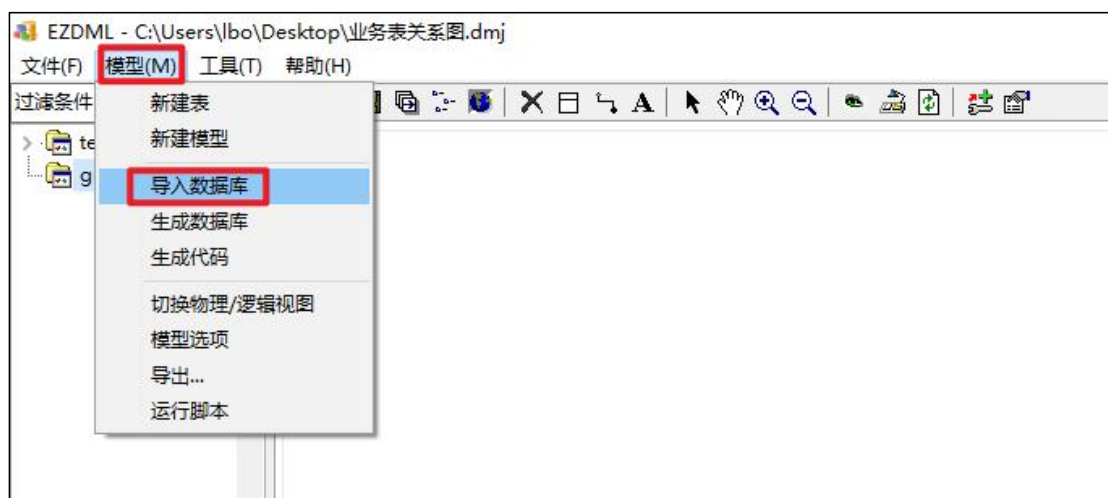 EZDML - C:\Users\lbo\Desktop\业务表关系图.dmj
文件(F) 模型(M) 工具(T) 帮助(H)
过滤条件
新建表
te
新建模型
g
导入数据库
生成数据库
生成代码
切换物理/逻辑视图
模型选项
导出...
运行脚本